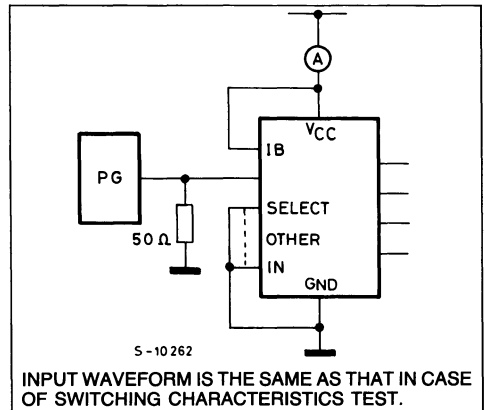 A
VCC
IB
PG
SELECT
50 Ω
OTHER
IN
GND
S-10262
INPUT WAVEFORM IS THE SAME AS THAT IN CASE
OF SWITCHING CHARACTERISTICS TEST.